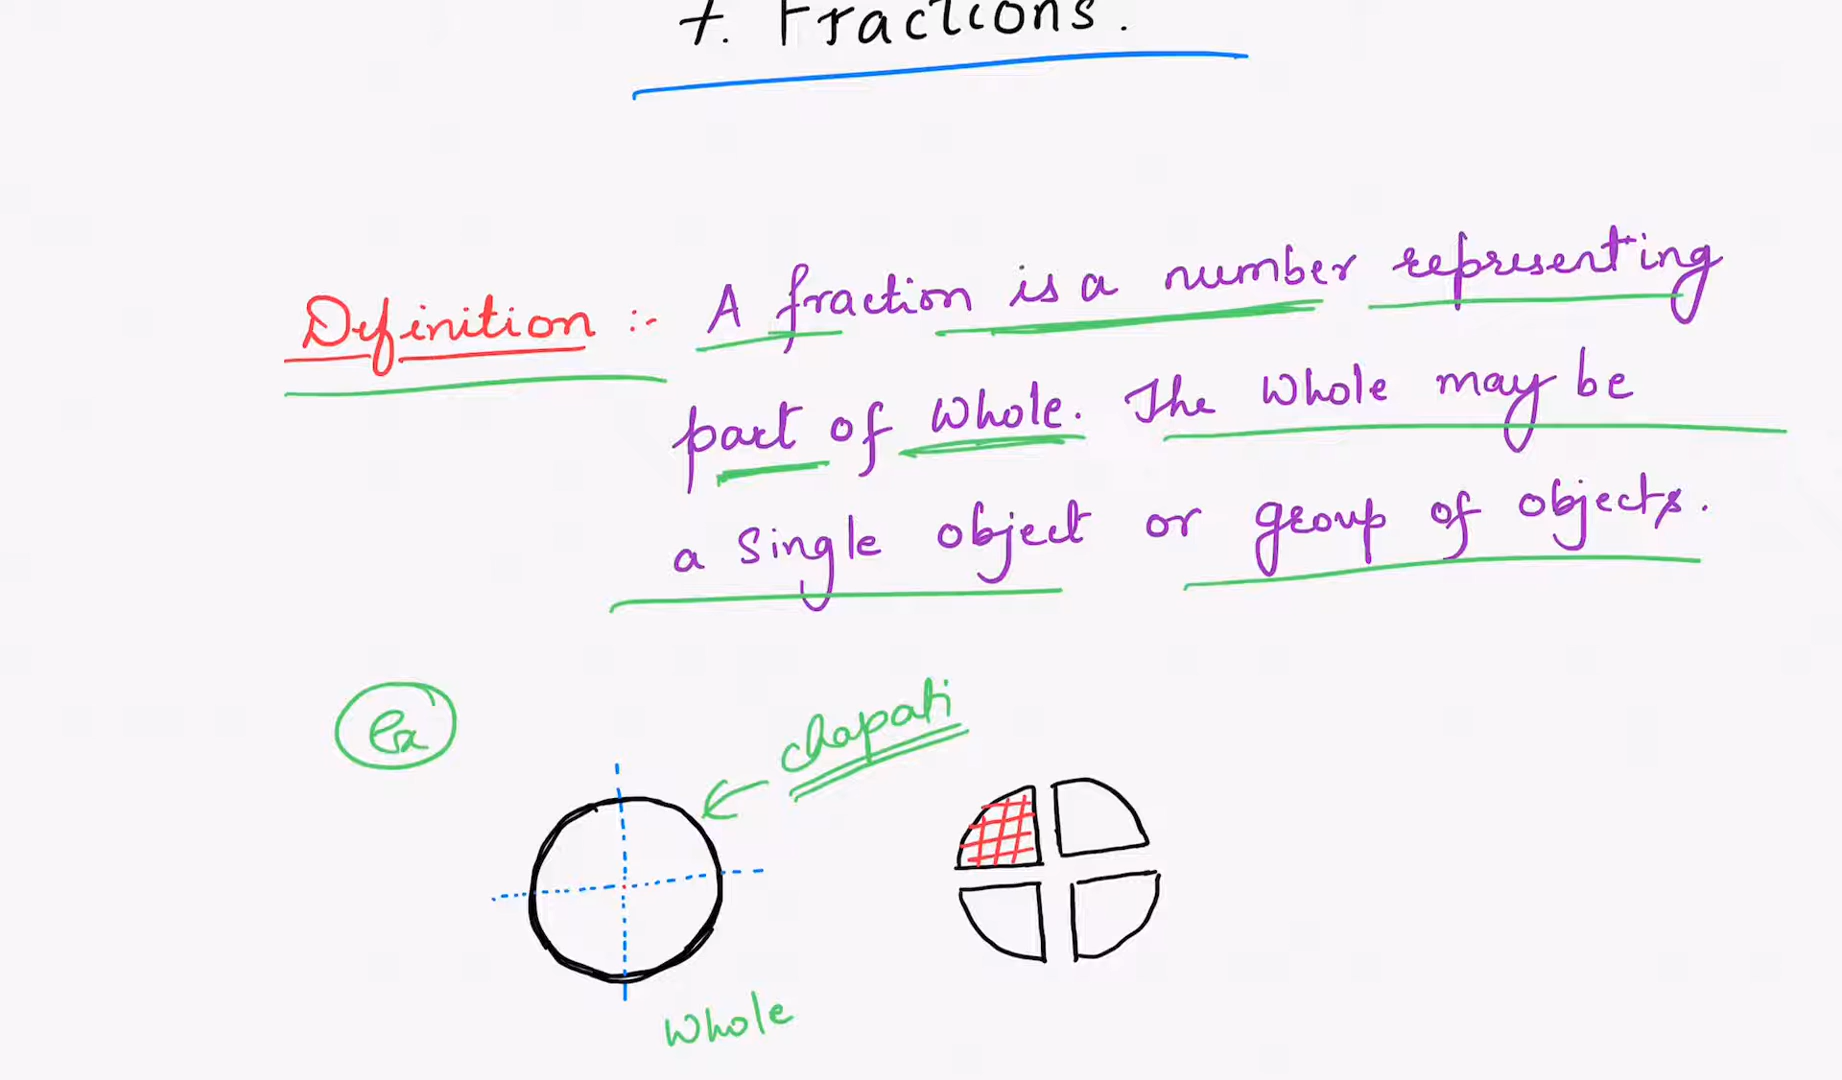 7. Fractions.
Definition :- A fraction is a number representing
part of whole. The whole may be
a single object or group of objects.
ex
chapati
whole